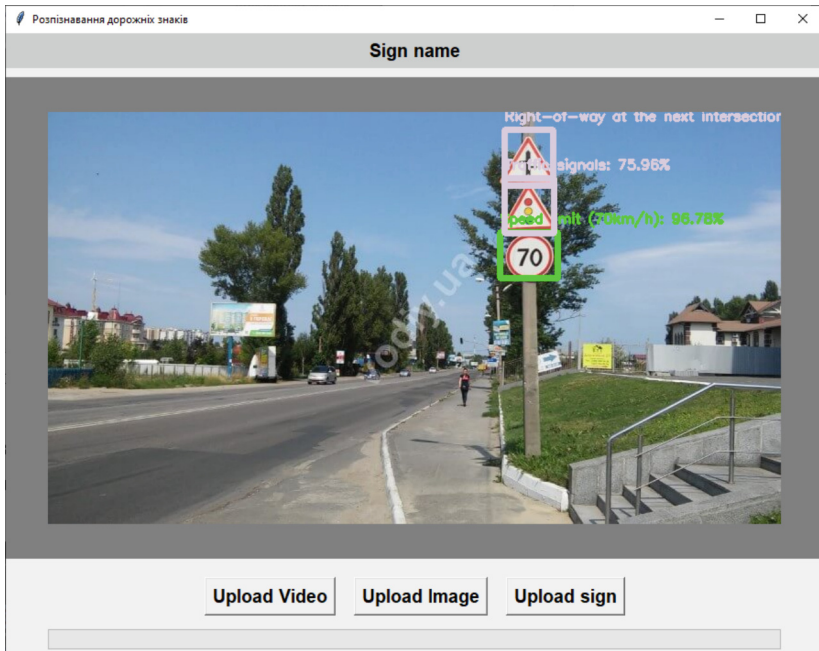 Розпізнавання дорожніх знаків
Sign name
Right-of-way at the next intersection
signals: 75.96%
(70km/h): 96.78%
70
Upload Video
Upload Image
Upload sign